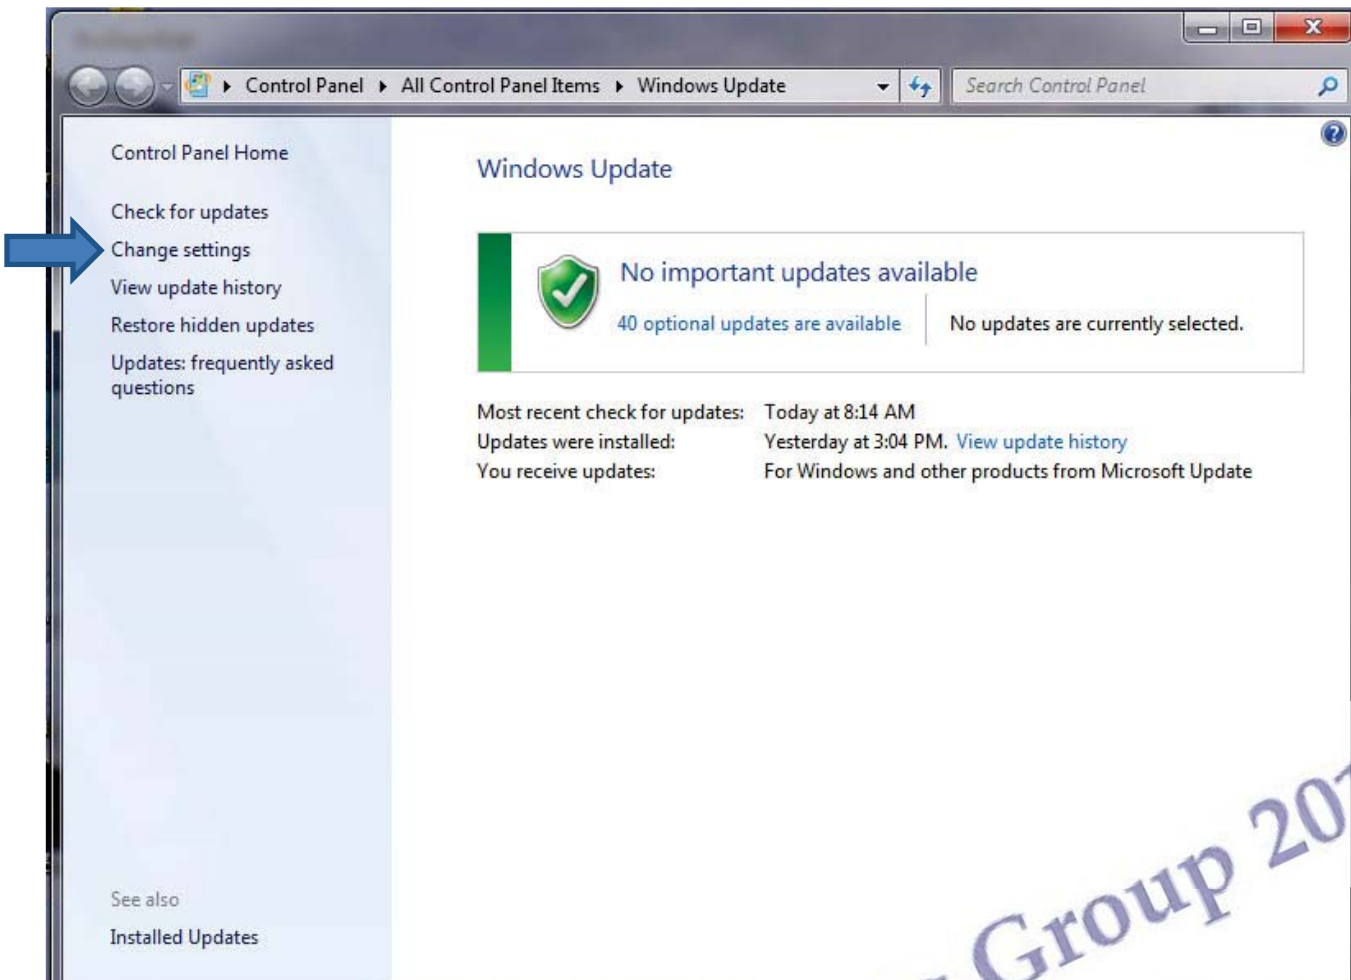 Control Panel ▸ All Control Panel Items ▸ Windows Update
Search Control Panel
Control Panel Home
Check for updates
Change settings
View update history
Restore hidden updates
Updates: frequently asked
questions
See also
Installed Updates
Windows Update
No important updates available
40 optional updates are available
No updates are currently selected.
Most recent check for updates: Today at 8:14 AM
Updates were installed: Yesterday at 3:04 PM. View update history
You receive updates: For Windows and other products from Microsoft Update
Group